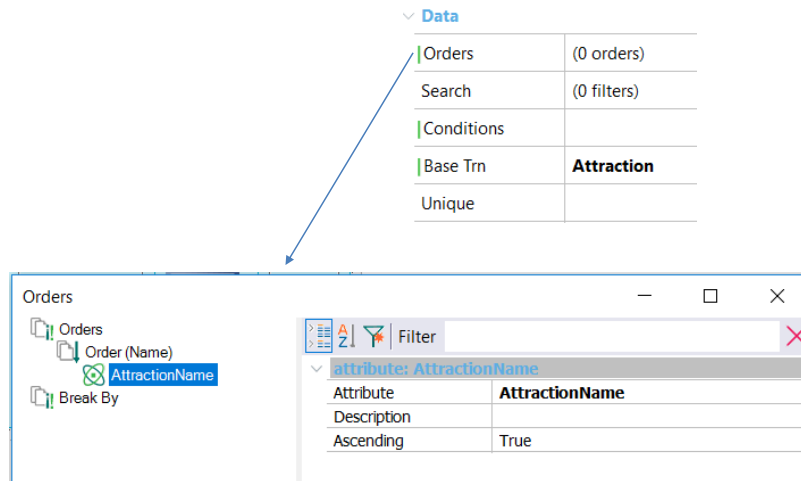 Data
Orders (0 orders)
Search (0 filters)
Conditions
Base Trn Attraction
Unique
Orders
Orders
Order (Name)
AttractionName
Break By
Filter
attribute: AttractionName
Attribute AttractionName
Description
Ascending True